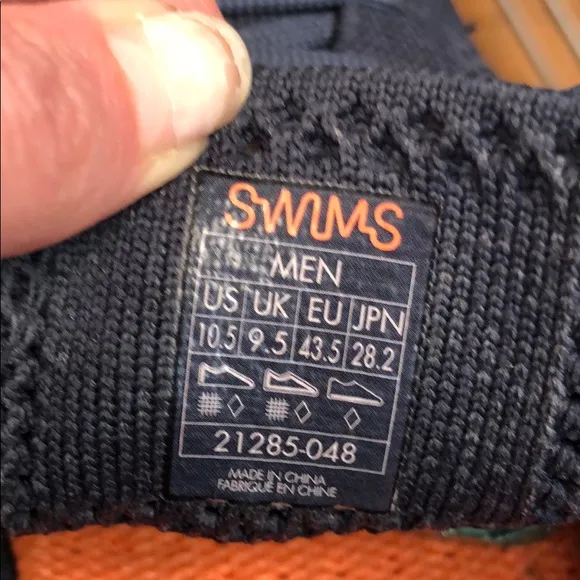 SWIMS
MEN
US UK EU JPN
10.5 9.5 43.5 28.2
21285-048
MADE IN CHINA
FABRIQUÉ EN CHINE